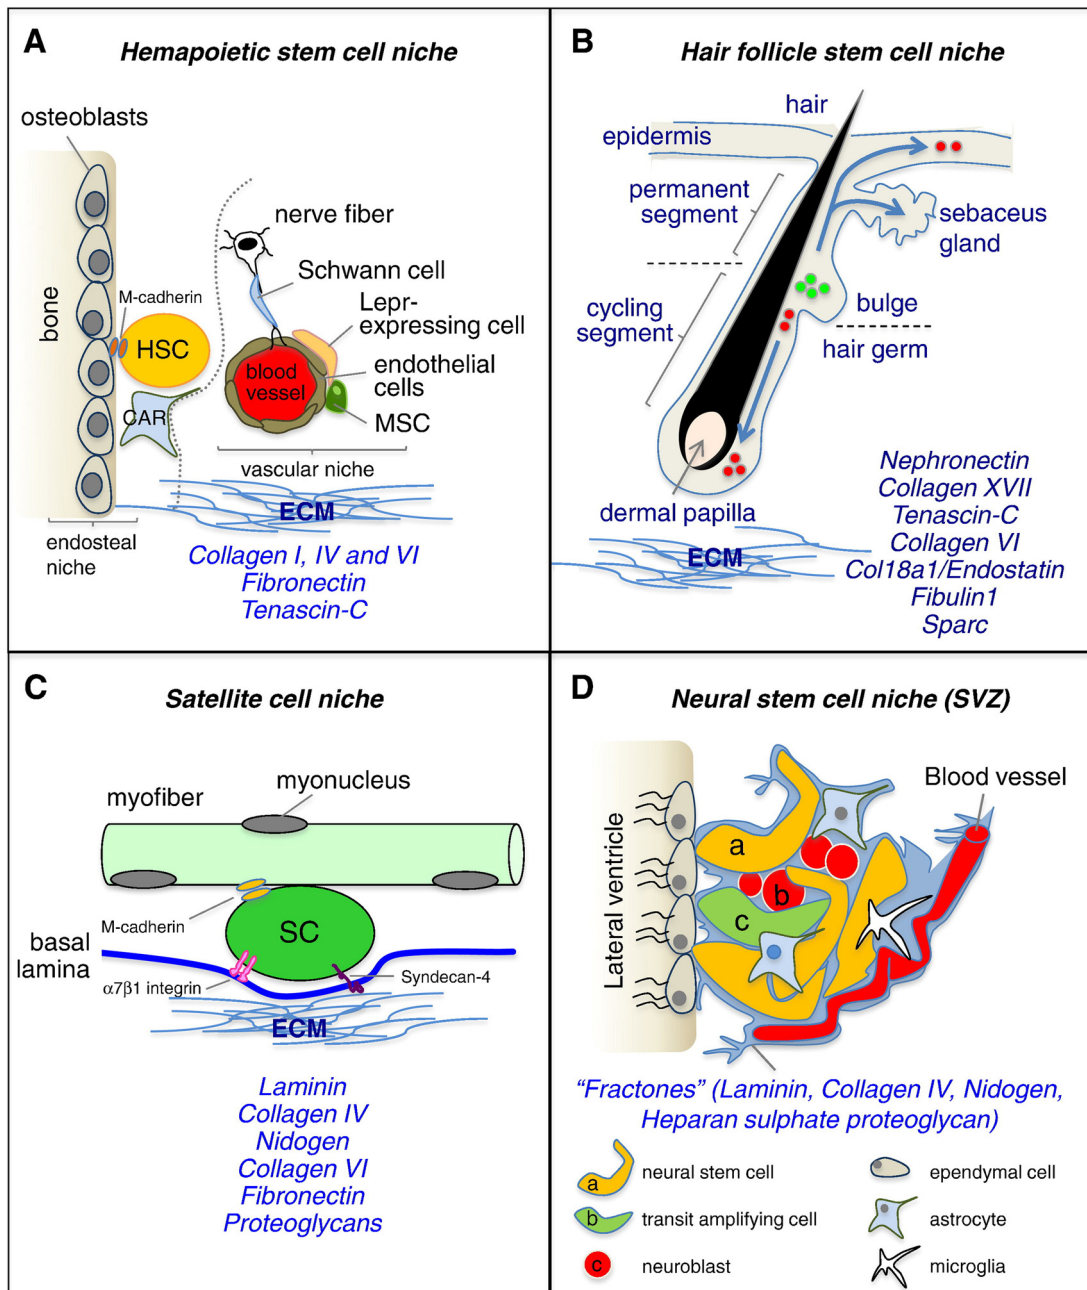 A
Hemapoietic stem cell niche
osteoblasts
nerve fiber
Schwann cell
M-cadherin
Lepr-
expressing cell
bone
HSC
blood
vessel
endothelial
cells
CAR
MSC
vascular niche
ECM
endosteal
niche
Collagen I, IV and VI
Fibronectin
Tenascin-C
B
Hair follicle stem cell niche
hair
epidermis
permanent
segment
sebaceus
gland
cycling
segment
bulge
hair germ
dermal papilla
ECM
Nephronectin
Collagen XVII
Tenascin-C
Collagen VI
Col18a1/Endostatin
Fibulin1
Sparc
C
Satellite cell niche
myonucleus
myofiber
M-cadherin
SC
basal
lamina
α7β1 integrin
Syndecan-4
ECM
Laminin
Collagen IV
Nidogen
Collagen VI
Fibronectin
Proteoglycans
D
Neural stem cell niche (SVZ)
Blood vessel
Lateral ventricle
a
b
c
“Fractones” (Laminin, Collagen IV, Nidogen,
Heparan sulphate proteoglycan)
a neural stem cell
ependymal cell
b transit amplifying cell
astrocyte
c neuroblast
microglia